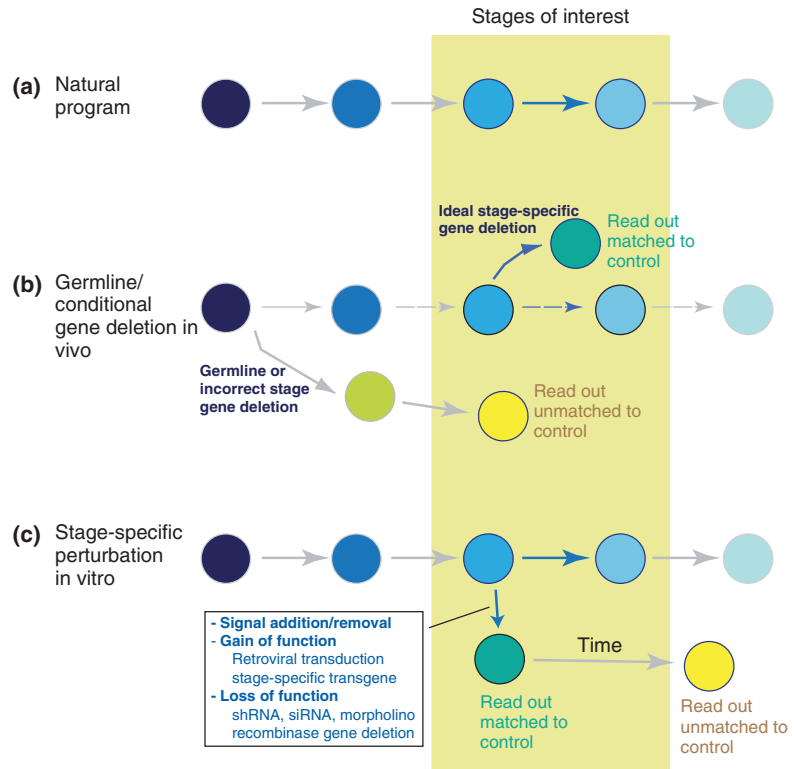 Stages of interest
(a) Natural
program
Ideal stage-specific
gene deletion
Read out
matched to
control
(b) Germline/
conditional
gene deletion in
vivo
Germline or
incorrect stage
gene deletion
Read out
unmatched to
control
(c) Stage-specific
perturbation
in vitro
- Signal addition/removal
- Gain of function
Retroviral transduction
stage-specific transgene
- Loss of function
shRNA, siRNA, morpholino
recombinase gene deletion
Time
Read out
matched to
control
Read out
unmatched to
control